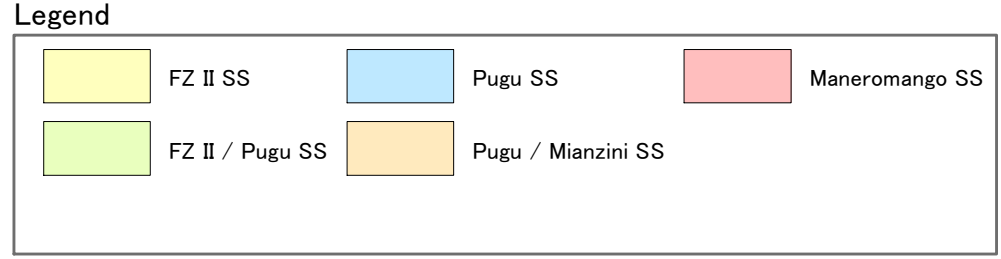 Legend
FZ II SS
Pugu SS
Maneromango SS
FZ II / Pugu SS
Pugu / Mianzini SS